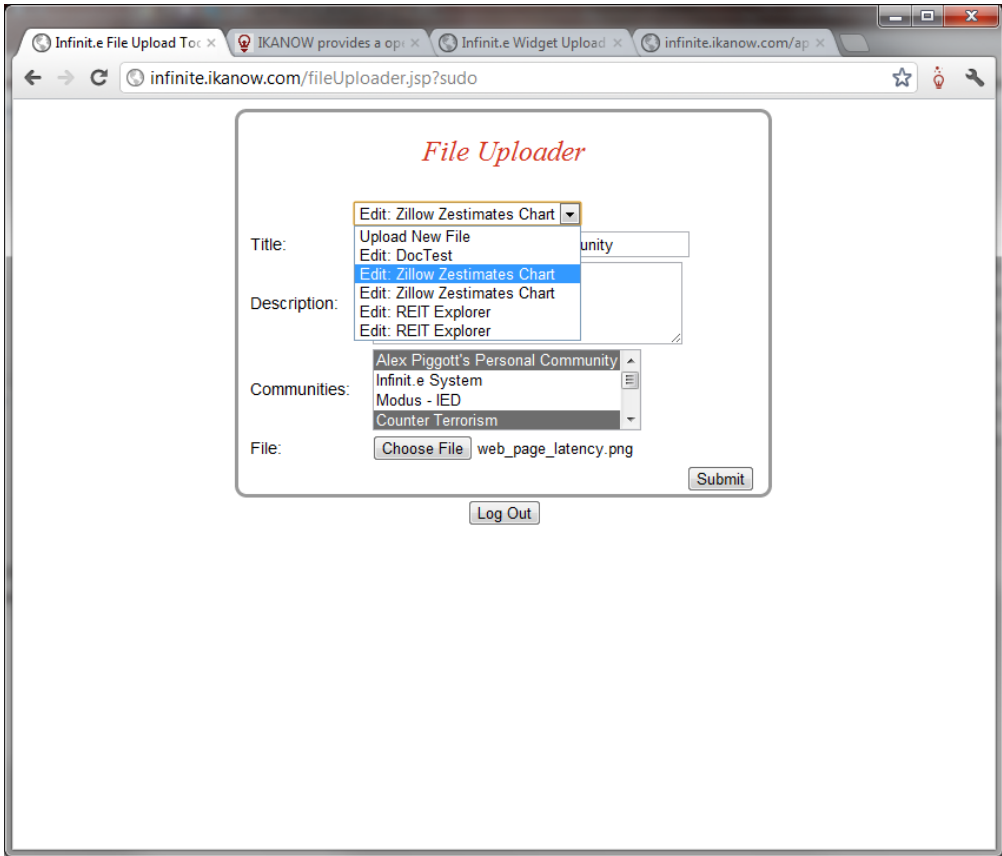 Infinit.e File Upload Toc
IKANOW provides a ope
Infinit.e Widget Upload
infinite.ikanow.com/ap
infinite.ikanow.com/fileUploader.jsp?sudo
File Uploader
Edit: Zillow Zestimates Chart
Upload New File
Title: unity
Edit: DocTest
Edit: Zillow Zestimates Chart
Edit: Zillow Zestimates Chart
Description:
Edit: REIT Explorer
Edit: REIT Explorer
Alex Piggott's Personal Community
Infinit.e System
Communities:
Modus - IED
Counter Terrorism
File: Choose File web_page_latency.png
Submit
Log Out